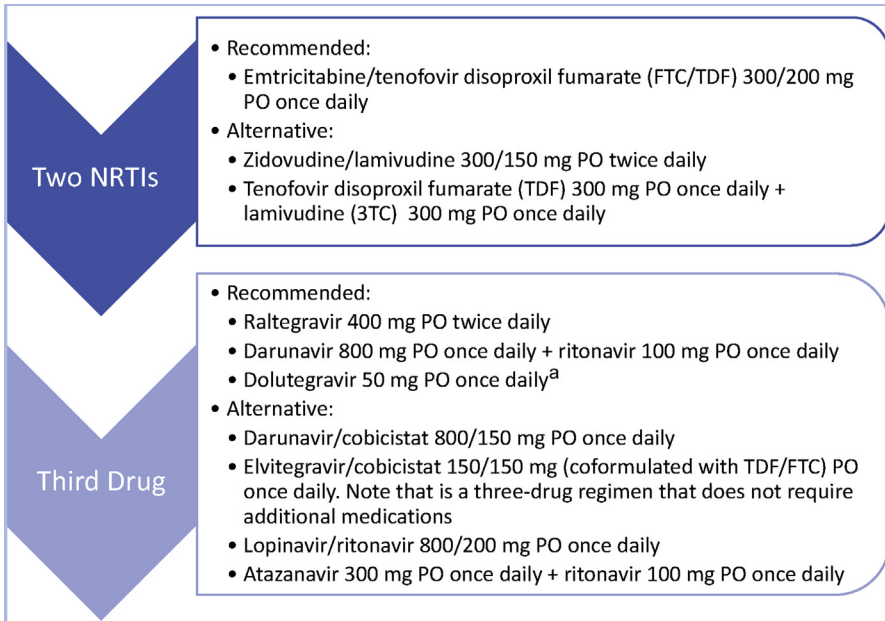 Two NRTIs
• Recommended:
• Emtricitabine/tenofovir disoproxil fumarate (FTC/TDF) 300/200 mg
PO once daily
• Alternative:
• Zidovudine/lamivudine 300/150 mg PO twice daily
• Tenofovir disoproxil fumarate (TDF) 300 mg PO once daily +
lamivudine (3TC) 300 mg PO once daily
Third Drug
• Recommended:
• Raltegravir 400 mg PO twice daily
• Darunavir 800 mg PO once daily + ritonavir 100 mg PO once daily
• Dolutegravir 50 mg PO once dailyᵃ
• Alternative:
• Darunavir/cobicistat 800/150 mg PO once daily
• Elvitegravir/cobicistat 150/150 mg (coformulated with TDF/FTC) PO
once daily. Note that is a three-drug regimen that does not require
additional medications
• Lopinavir/ritonavir 800/200 mg PO once daily
• Atazanavir 300 mg PO once daily + ritonavir 100 mg PO once daily